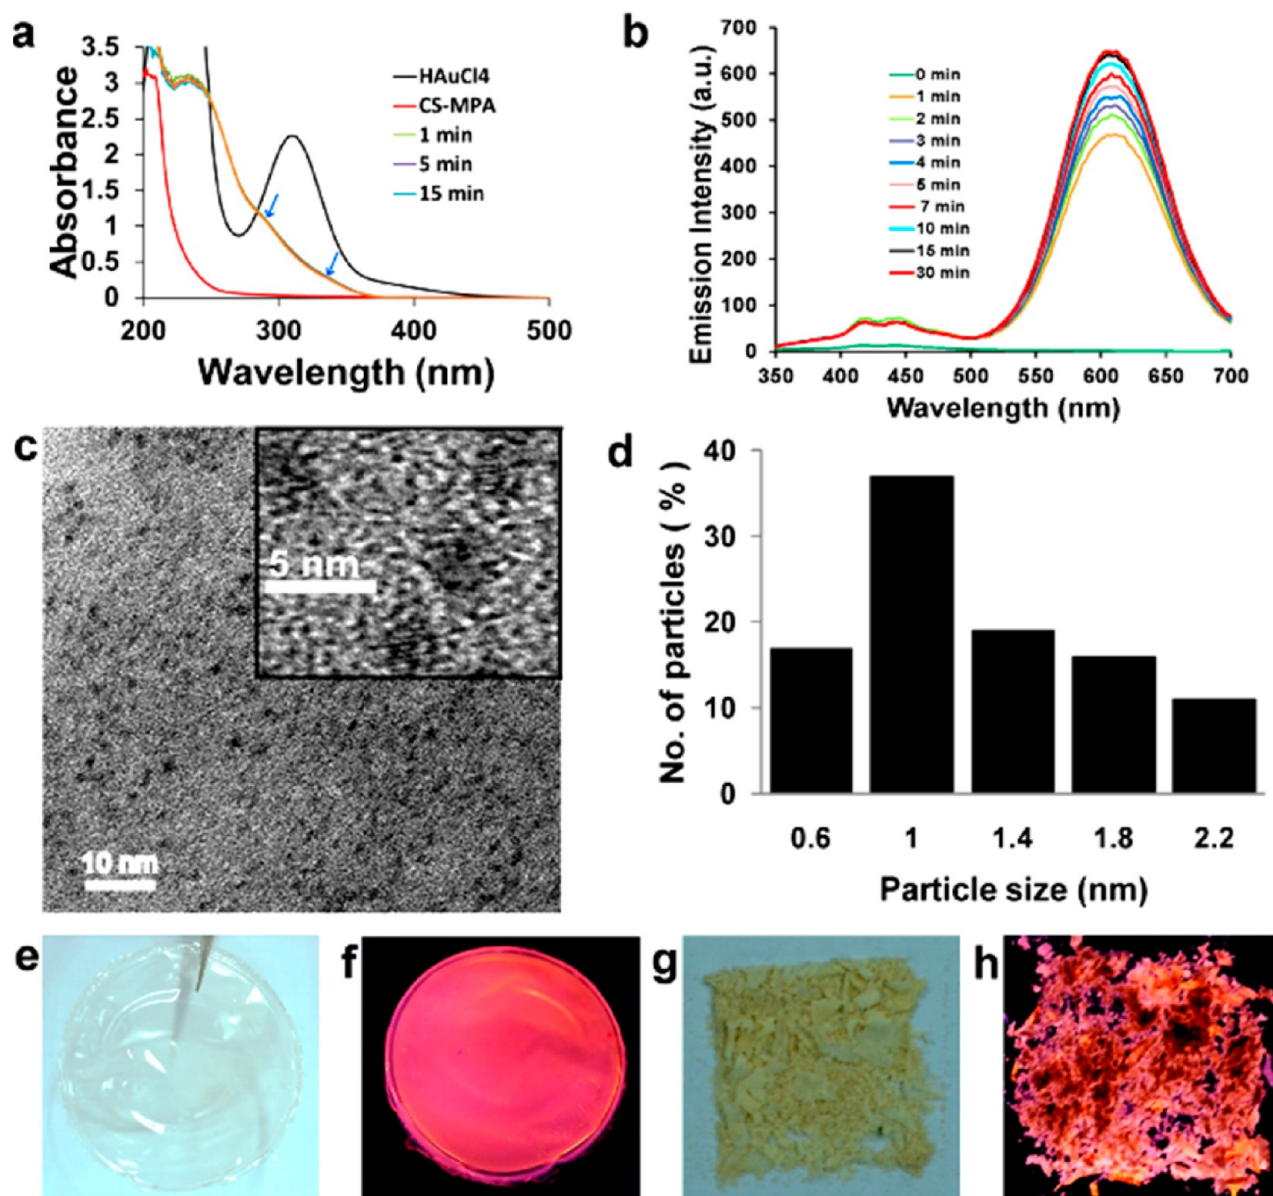 a
Absorbance
3.5
3
2.5
2
1.5
1
0.5
0
200 300 400 500
Wavelength (nm)
HAuCl4
CS-MPA
1 min
5 min
15 min
b
Emission Intensity (a.u.)
700
600
500
400
300
200
100
0
350 400 450 500 550 600 650 700
Wavelength (nm)
0 min
1 min
2 min
3 min
4 min
5 min
7 min
10 min
15 min
30 min
c
5 nm
10 nm
d
No. of particles ( % )
40
30
20
10
0
0.6 1 1.4 1.8 2.2
Particle size (nm)
e f g h